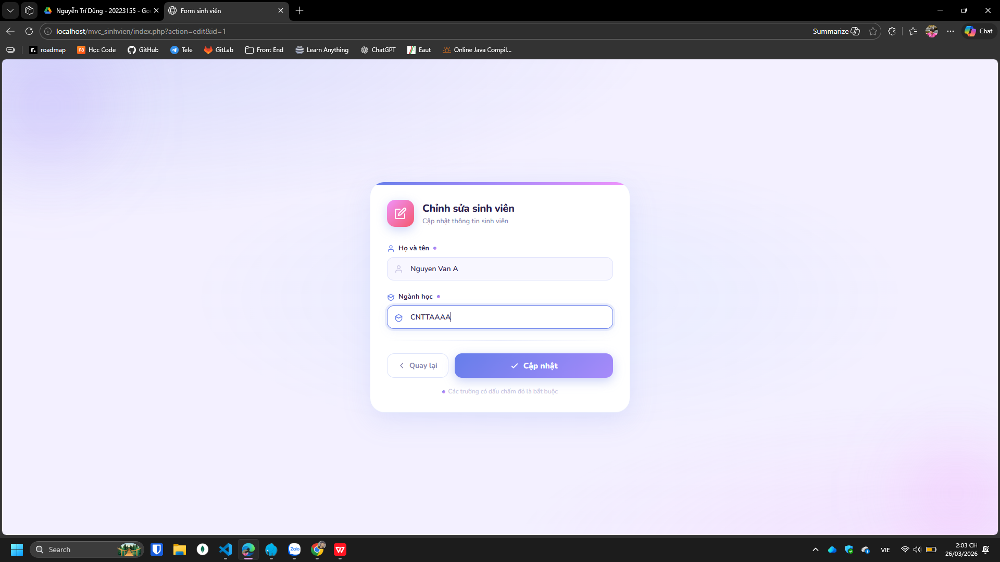 Nguyễn Trí Dũng - 20223155 - Goo
Form sinh viên
localhost/mvc_sinhvien/index.php?action=edit&id=1
Summarize
Chat
roadmap
F8
Học Code
GitHub
Tele
GitLab
Front End
Learn Anything
ChatGPT
Eaut
Online Java Compil...
Chỉnh sửa sinh viên
Cập nhật thông tin sinh viên
Họ và tên
Nguyen Van A
Ngành học
CNTTAAAA
Quay lại
Cập nhật
Các trường có dấu chấm đỏ là bắt buộc
Search
Zalo
VIE
2:03 CH
26/03/2026